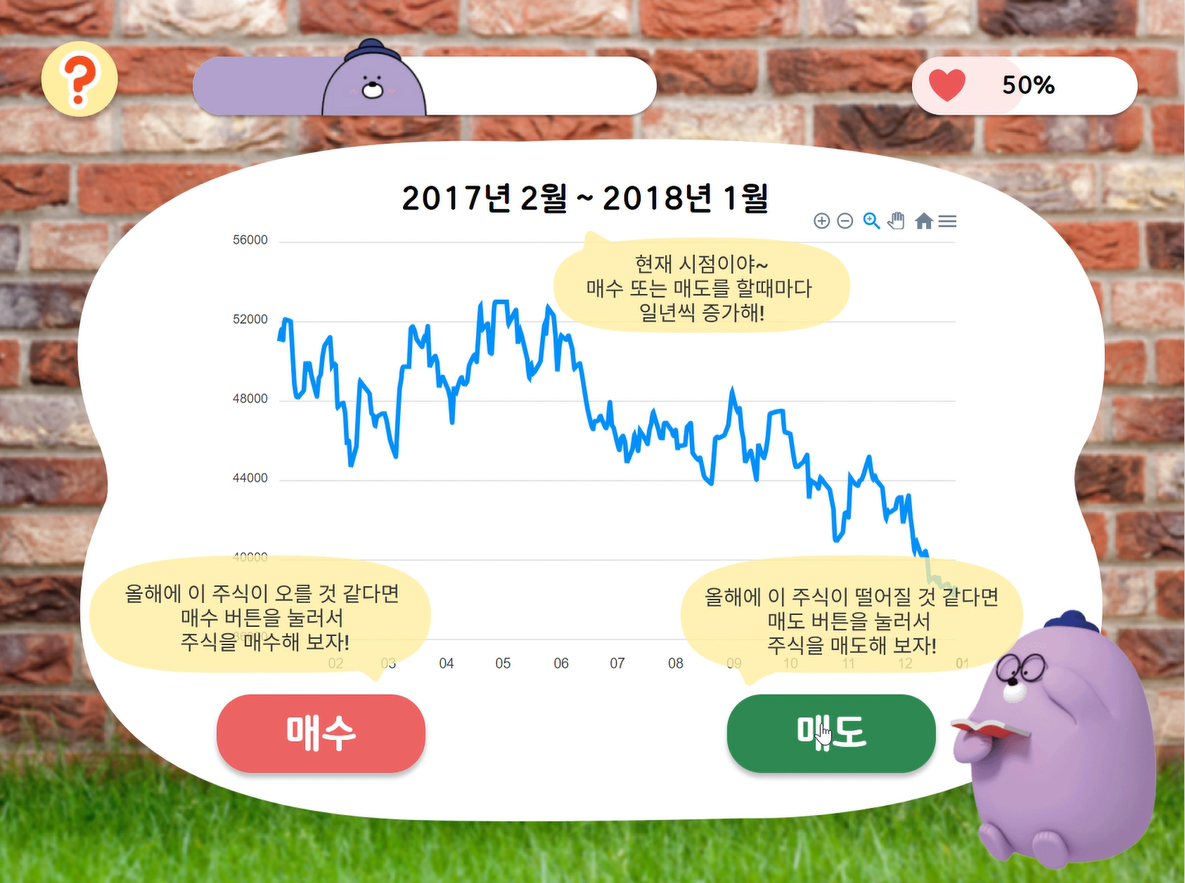 ?
50%
2017년 2월 ~ 2018년 1월
56000
현재 시점이야~
매수 또는 매도를 할때마다
일년씩 증가해!
52000
48000
44000
40000
올해에 이 주식이 오를 것 같다면
매수 버튼을 눌러서
주식을 매수해 보자!
올해에 이 주식이 떨어질 것 같다면
매도 버튼을 눌러서
주식을 매도해 보자!
02 03 04 05 06 07 08 09 10 11 12 01
매수
매도